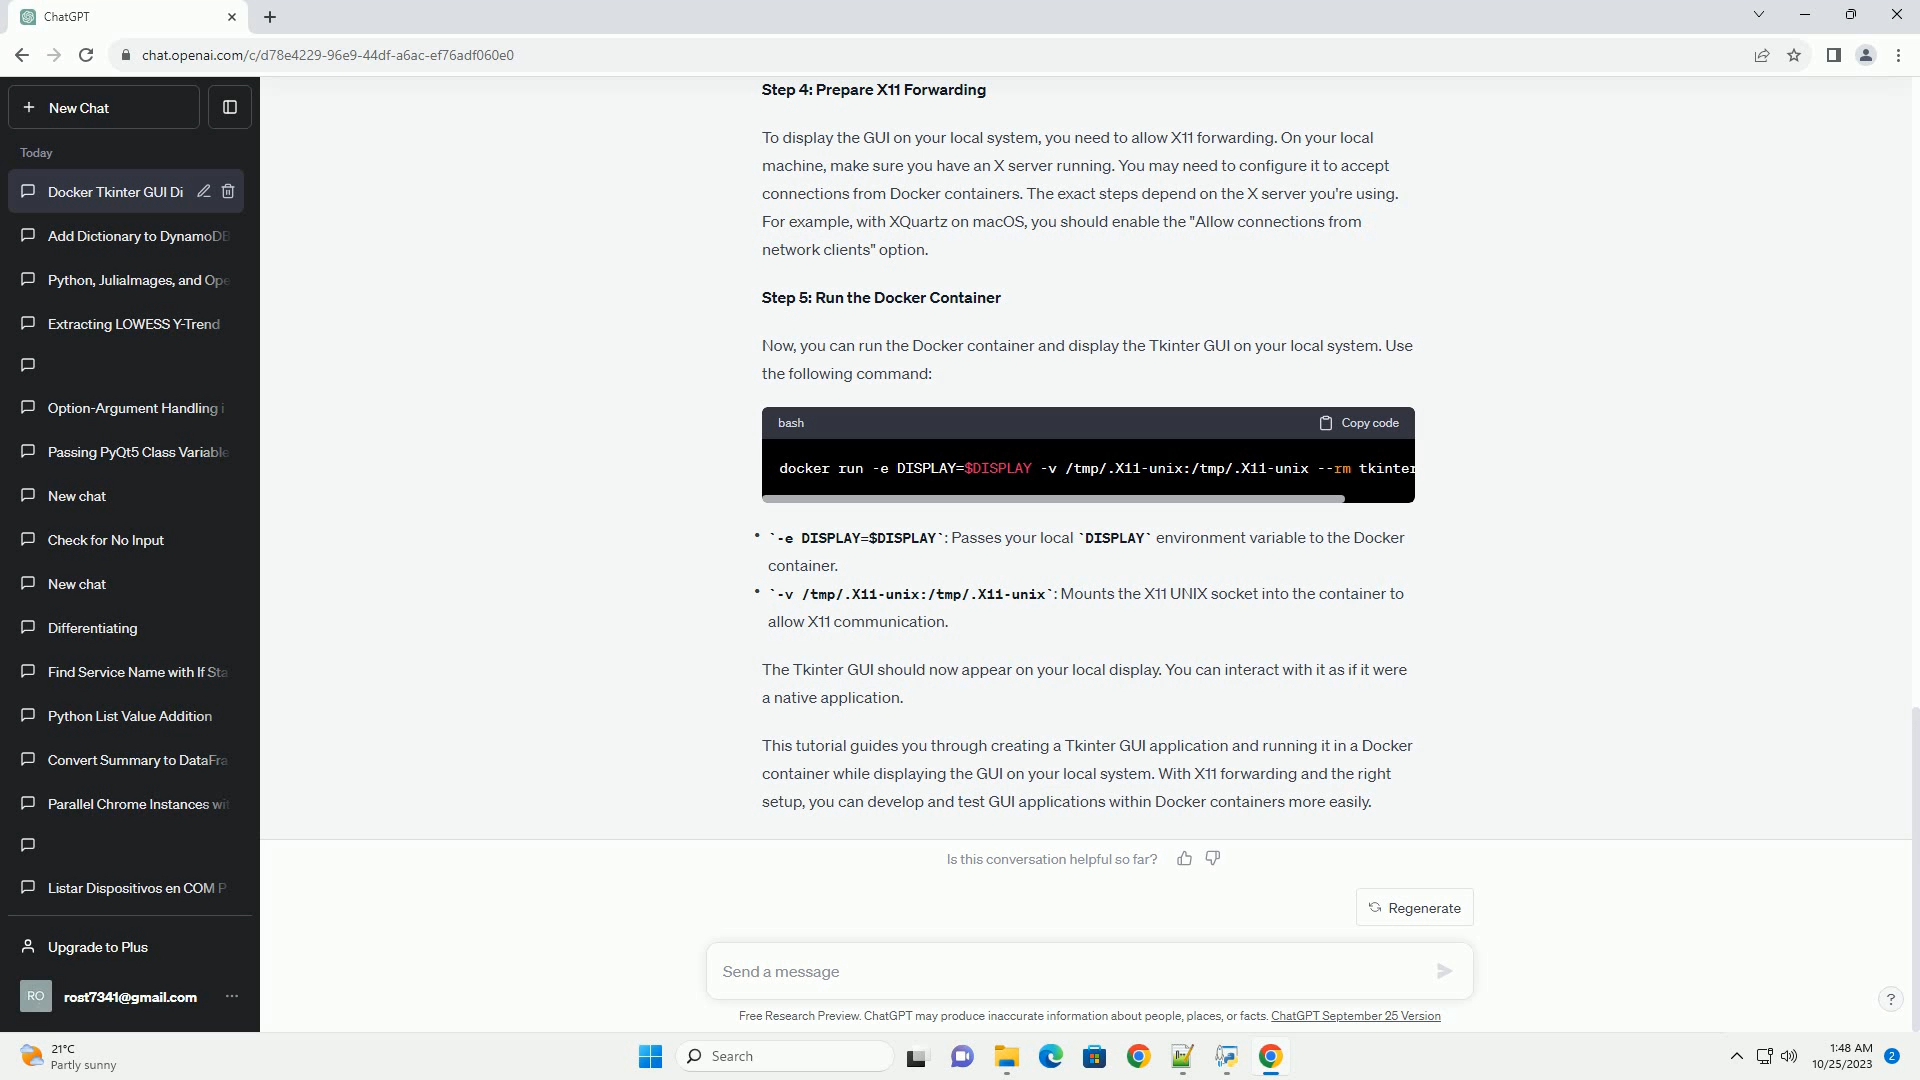 ChatGPT
chat.openai.com/c/d78e4229-96e9-44df-a6ac-ef76adf060e0
New Chat
Today
Docker Tkinter GUI Di
Add Dictionary to DynamoDB
Python, JuliaImages, and Ope
Extracting LOWESS Y-Trend
Option-Argument Handling i
Passing PyQt5 Class Variable
New chat
Check for No Input
New chat
Differentiating
Find Service Name with If Sta
Python List Value Addition
Convert Summary to DataFra
Parallel Chrome Instances wit
Listar Dispositivos en COM P
Upgrade to Plus
RO
rost7341@gmail.com
Step 4: Prepare X11 Forwarding
To display the GUI on your local system, you need to allow X11 forwarding. On your local
machine, make sure you have an X server running. You may need to configure it to accept
connections from Docker containers. The exact steps depend on the X server you're using.
For example, with XQuartz on macOS, you should enable the "Allow connections from
network clients" option.
Step 5: Run the Docker Container
Now, you can run the Docker container and display the Tkinter GUI on your local system. Use
the following command:
bash
Copy code
docker run -e DISPLAY=$DISPLAY -v /tmp/.X11-unix:/tmp/.X11-unix --rm tkinter
• `-e DISPLAY=$DISPLAY`: Passes your local `DISPLAY` environment variable to the Docker
container.
• `-v /tmp/.X11-unix:/tmp/.X11-unix`: Mounts the X11 UNIX socket into the container to
allow X11 communication.
The Tkinter GUI should now appear on your local display. You can interact with it as if it were
a native application.
This tutorial guides you through creating a Tkinter GUI application and running it in a Docker
container while displaying the GUI on your local system. With X11 forwarding and the right
setup, you can develop and test GUI applications within Docker containers more easily.
Is this conversation helpful so far?
Regenerate
Send a message
Free Research Preview. ChatGPT may produce inaccurate information about people, places, or facts. ChatGPT September 25 Version
?
21°C
Partly sunny
Search
1:48 AM
10/25/2023
2